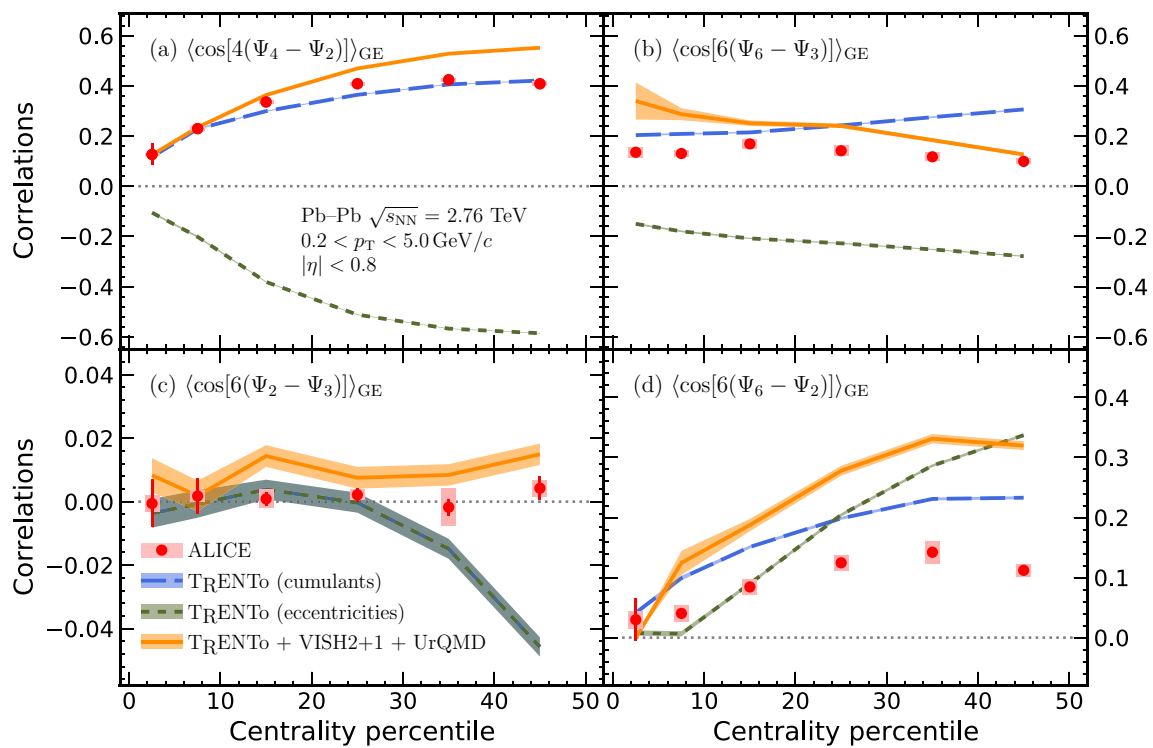 (a) ⟨cos[4(Ψ₄ − Ψ₂)]⟩GE
(b) ⟨cos[6(Ψ₆ − Ψ₃)]⟩GE
0.6
0.4
0.2
0.0
−0.2
−0.4
−0.6
Correlations
Pb–Pb √sNN = 2.76 TeV
0.2 < pT < 5.0 GeV/c
|η| < 0.8
0.6
0.4
0.2
0.0
−0.2
−0.4
−0.6
(c) ⟨cos[6(Ψ₂ − Ψ₃)]⟩GE
(d) ⟨cos[6(Ψ₆ − Ψ₂)]⟩GE
0.04
0.02
0.00
−0.02
−0.04
Correlations
ALICE
TRENTo (cumulants)
TRENTo (eccentricities)
TRENTo + VISH2+1 + UrQMD
0.4
0.3
0.2
0.1
0.0
0 10 20 30 40 50
0 10 20 30 40 50
Centrality percentile
Centrality percentile